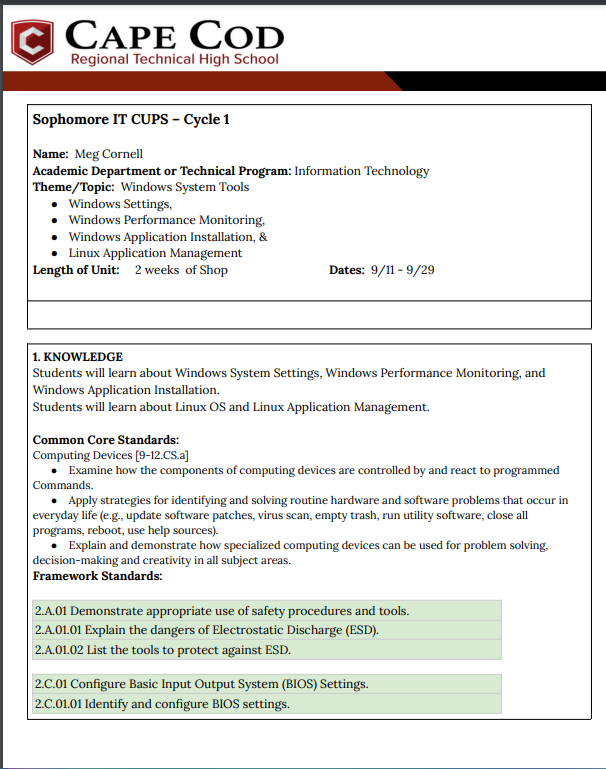 CAPE COD
Regional Technical High School
Sophomore IT CUPS – Cycle 1
Name: Meg Cornell
Academic Department or Technical Program: Information Technology
Theme/Topic: Windows System Tools
● Windows Settings,
● Windows Performance Monitoring,
● Windows Application Installation, &
● Linux Application Management
Length of Unit: 2 weeks of Shop Dates: 9/11 - 9/29
1. KNOWLEDGE
Students will learn about Windows System Settings, Windows Performance Monitoring, and
Windows Application Installation.
Students will learn about Linux OS and Linux Application Management.
Common Core Standards:
Computing Devices [9-12.CS.a]
● Examine how the components of computing devices are controlled by and react to programmed
Commands.
● Apply strategies for identifying and solving routine hardware and software problems that occur in
everyday life (e.g., update software patches, virus scan, empty trash, run utility software, close all
programs, reboot, use help sources).
● Explain and demonstrate how specialized computing devices can be used for problem solving,
decision-making and creativity in all subject areas.
Framework Standards:
2.A.01 Demonstrate appropriate use of safety procedures and tools.
2.A.01.01 Explain the dangers of Electrostatic Discharge (ESD).
2.A.01.02 List the tools to protect against ESD.
2.C.01 Configure Basic Input Output System (BIOS) Settings.
2.C.01.01 Identify and configure BIOS settings.